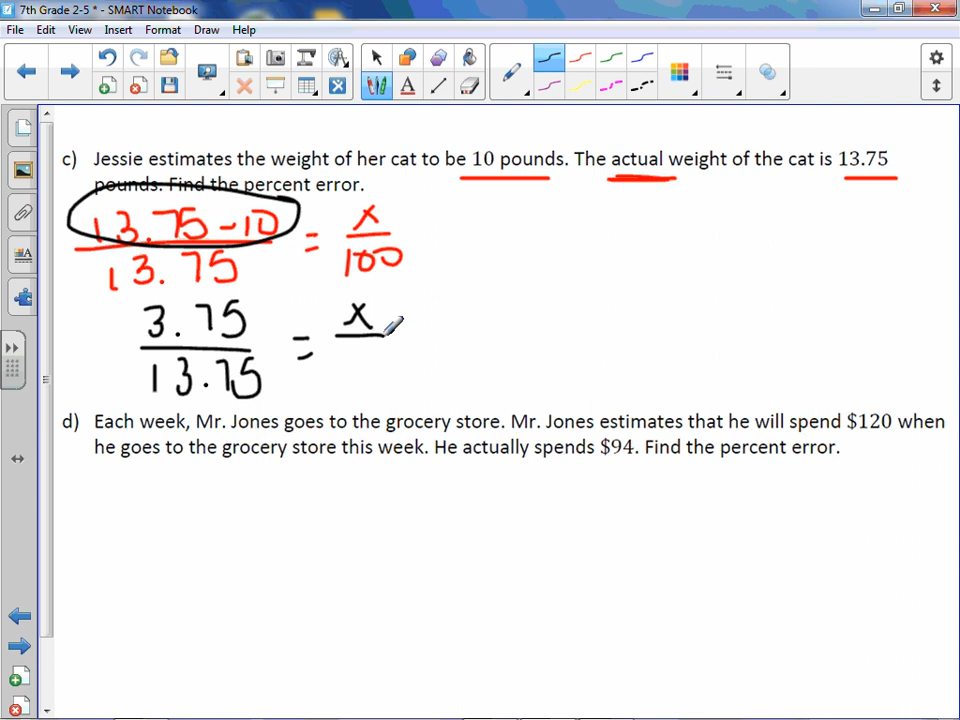 7th Grade 2-5 * - SMART Notebook
File Edit View Insert Format Draw Help
c) Jessie estimates the weight of her cat to be 10 pounds. The actual weight of the cat is 13.75
pounds. Find the percent error.
13.75 - 10 = x
13.75 100
3.75 = x
13.75
d) Each week, Mr. Jones goes to the grocery store. Mr. Jones estimates that he will spend $120 when
he goes to the grocery store this week. He actually spends $94. Find the percent error.